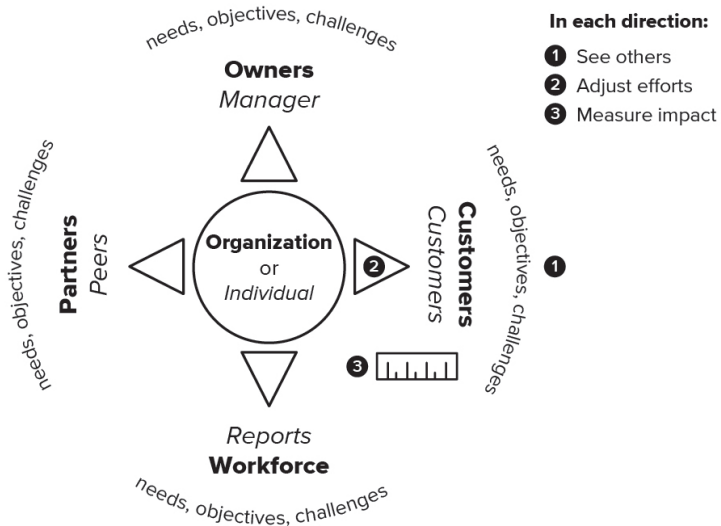 needs, objectives, challenges
Owners
Manager
In each direction:
1 See others
2 Adjust efforts
3 Measure impact
needs, objectives, challenges
Partners
Peers
Organization
or
Individual
2
Customers
Customers
needs, objectives, challenges
1
3
Reports
Workforce
needs, objectives, challenges